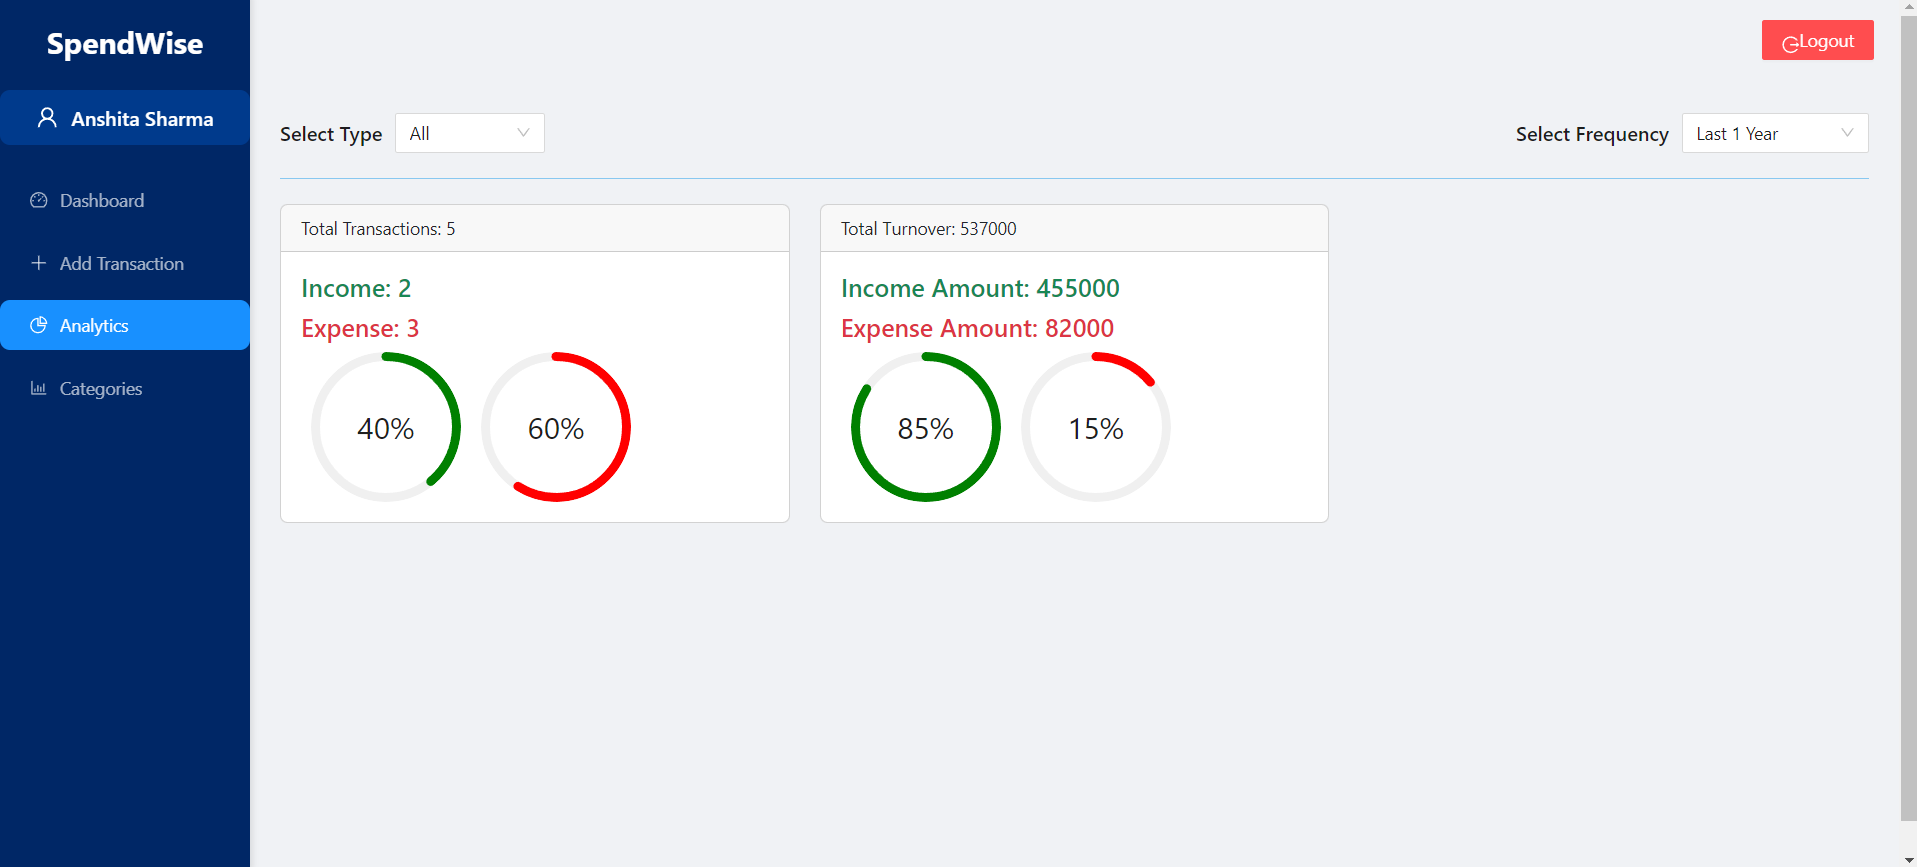 SpendWise
Logout
Anshita Sharma
Select Type All Select Frequency Last 1 Year
Dashboard
Add Transaction
Analytics
Categories
Total Transactions: 5
Income: 2
Expense: 3
40% 60%
Total Turnover: 537000
Income Amount: 455000
Expense Amount: 82000
85% 15%